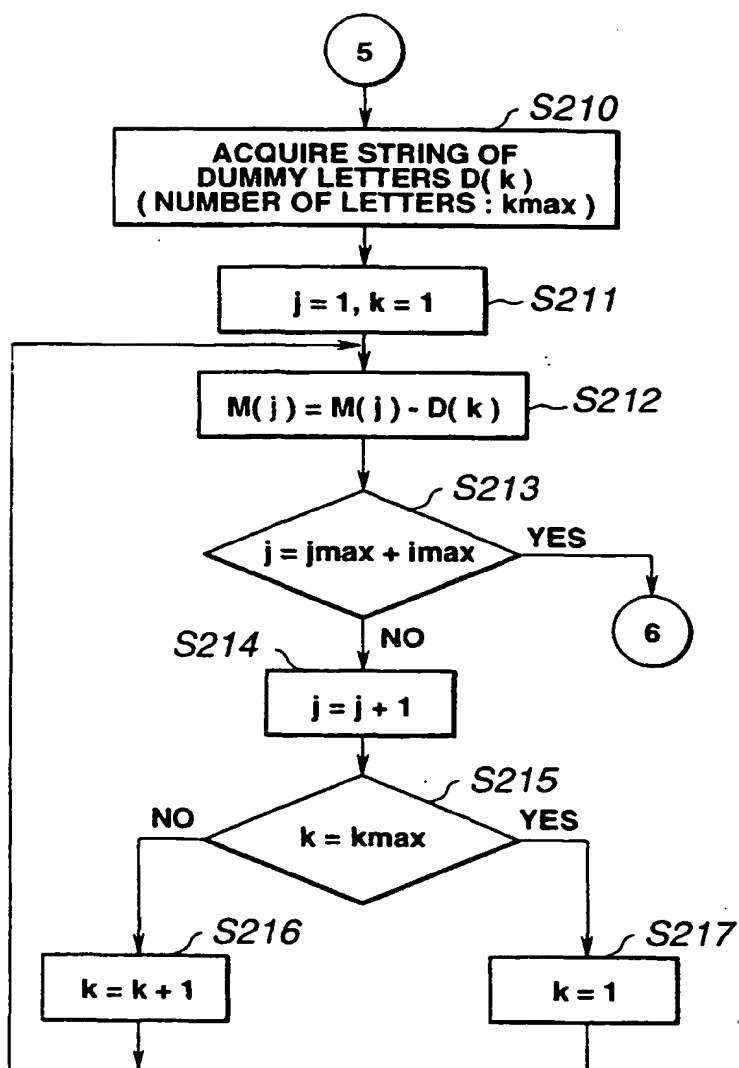 5
S210
ACQUIRE STRING OF
DUMMY LETTERS D( k )
( NUMBER OF LETTERS : kmax )
j = 1, k = 1
S211
M( j ) = M( j ) - D( k )
S212
S213
j = jmax + imax
YES
6
NO
S214
j = j + 1
S215
NO
k = kmax
YES
S216
k = k + 1
S217
k = 1